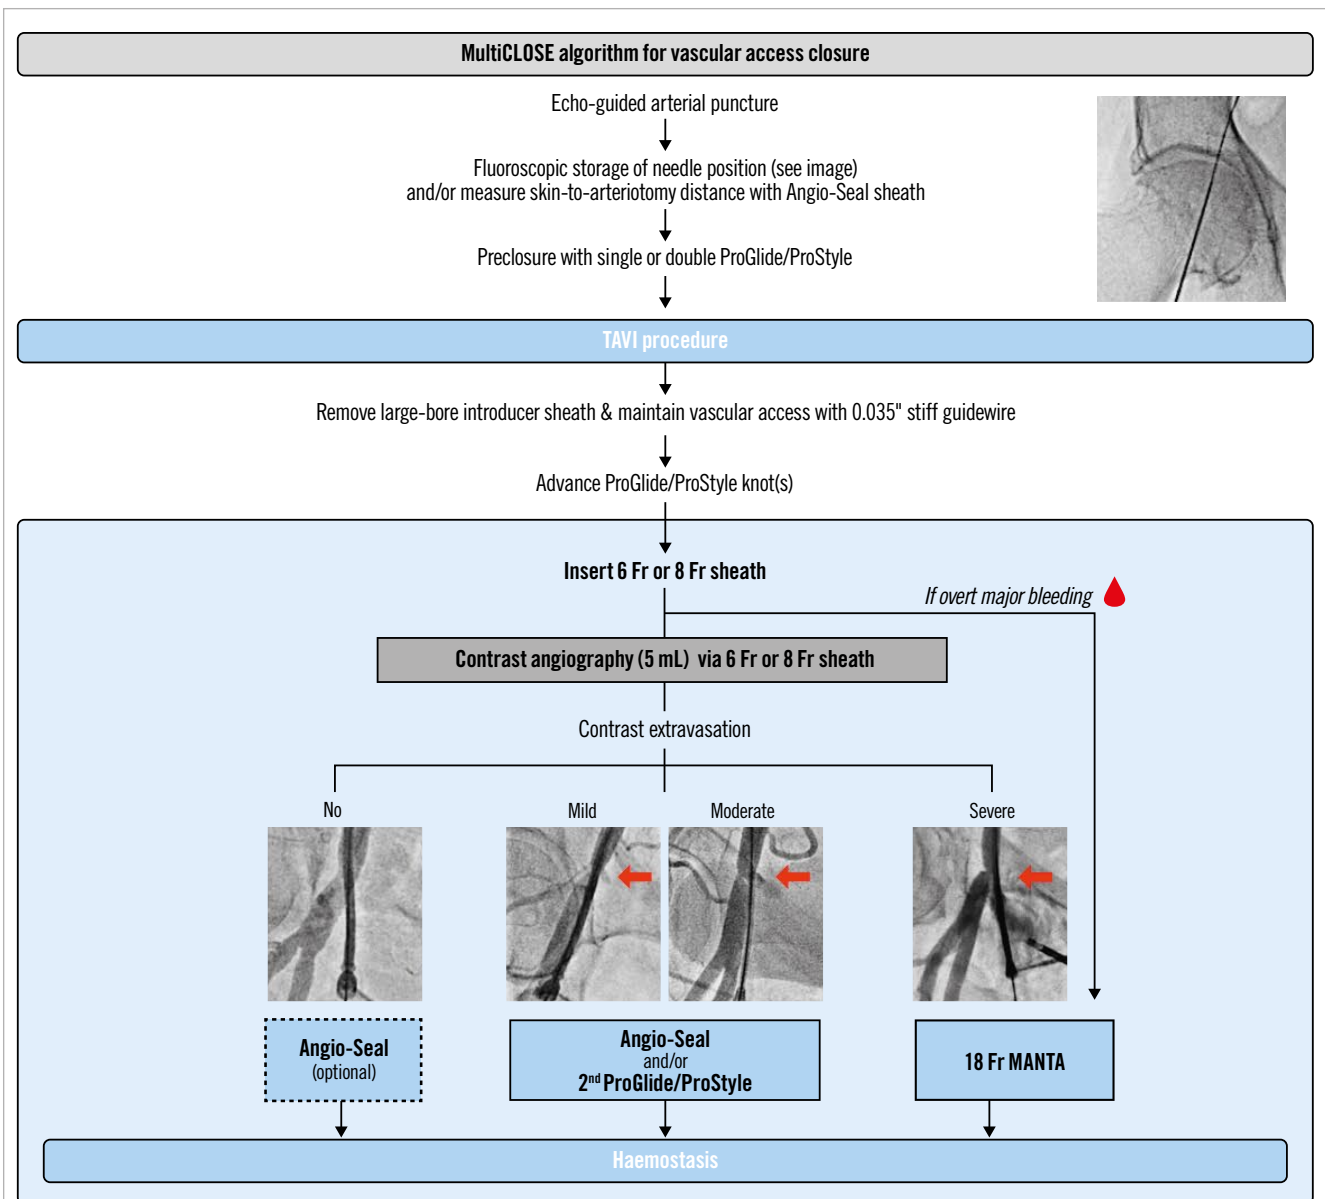 MultiCLOSE algorithm for vascular access closure
Echo-guided arterial puncture
Fluoroscopic storage of needle position (see image)
and/or measure skin-to-arteriotomy distance with Angio-Seal sheath
Preclosure with single or double ProGlide/ProStyle
TAVI procedure
Remove large-bore introducer sheath & maintain vascular access with 0.035" stiff guidewire
Advance ProGlide/ProStyle knot(s)
Insert 6 Fr or 8 Fr sheath
If overt major bleeding
Contrast angiography (5 mL) via 6 Fr or 8 Fr sheath
Contrast extravasation
No
Mild
Moderate
Severe
Angio-Seal
(optional)
Angio-Seal
and/or
2nd ProGlide/ProStyle
18 Fr MANTA
Haemostasis